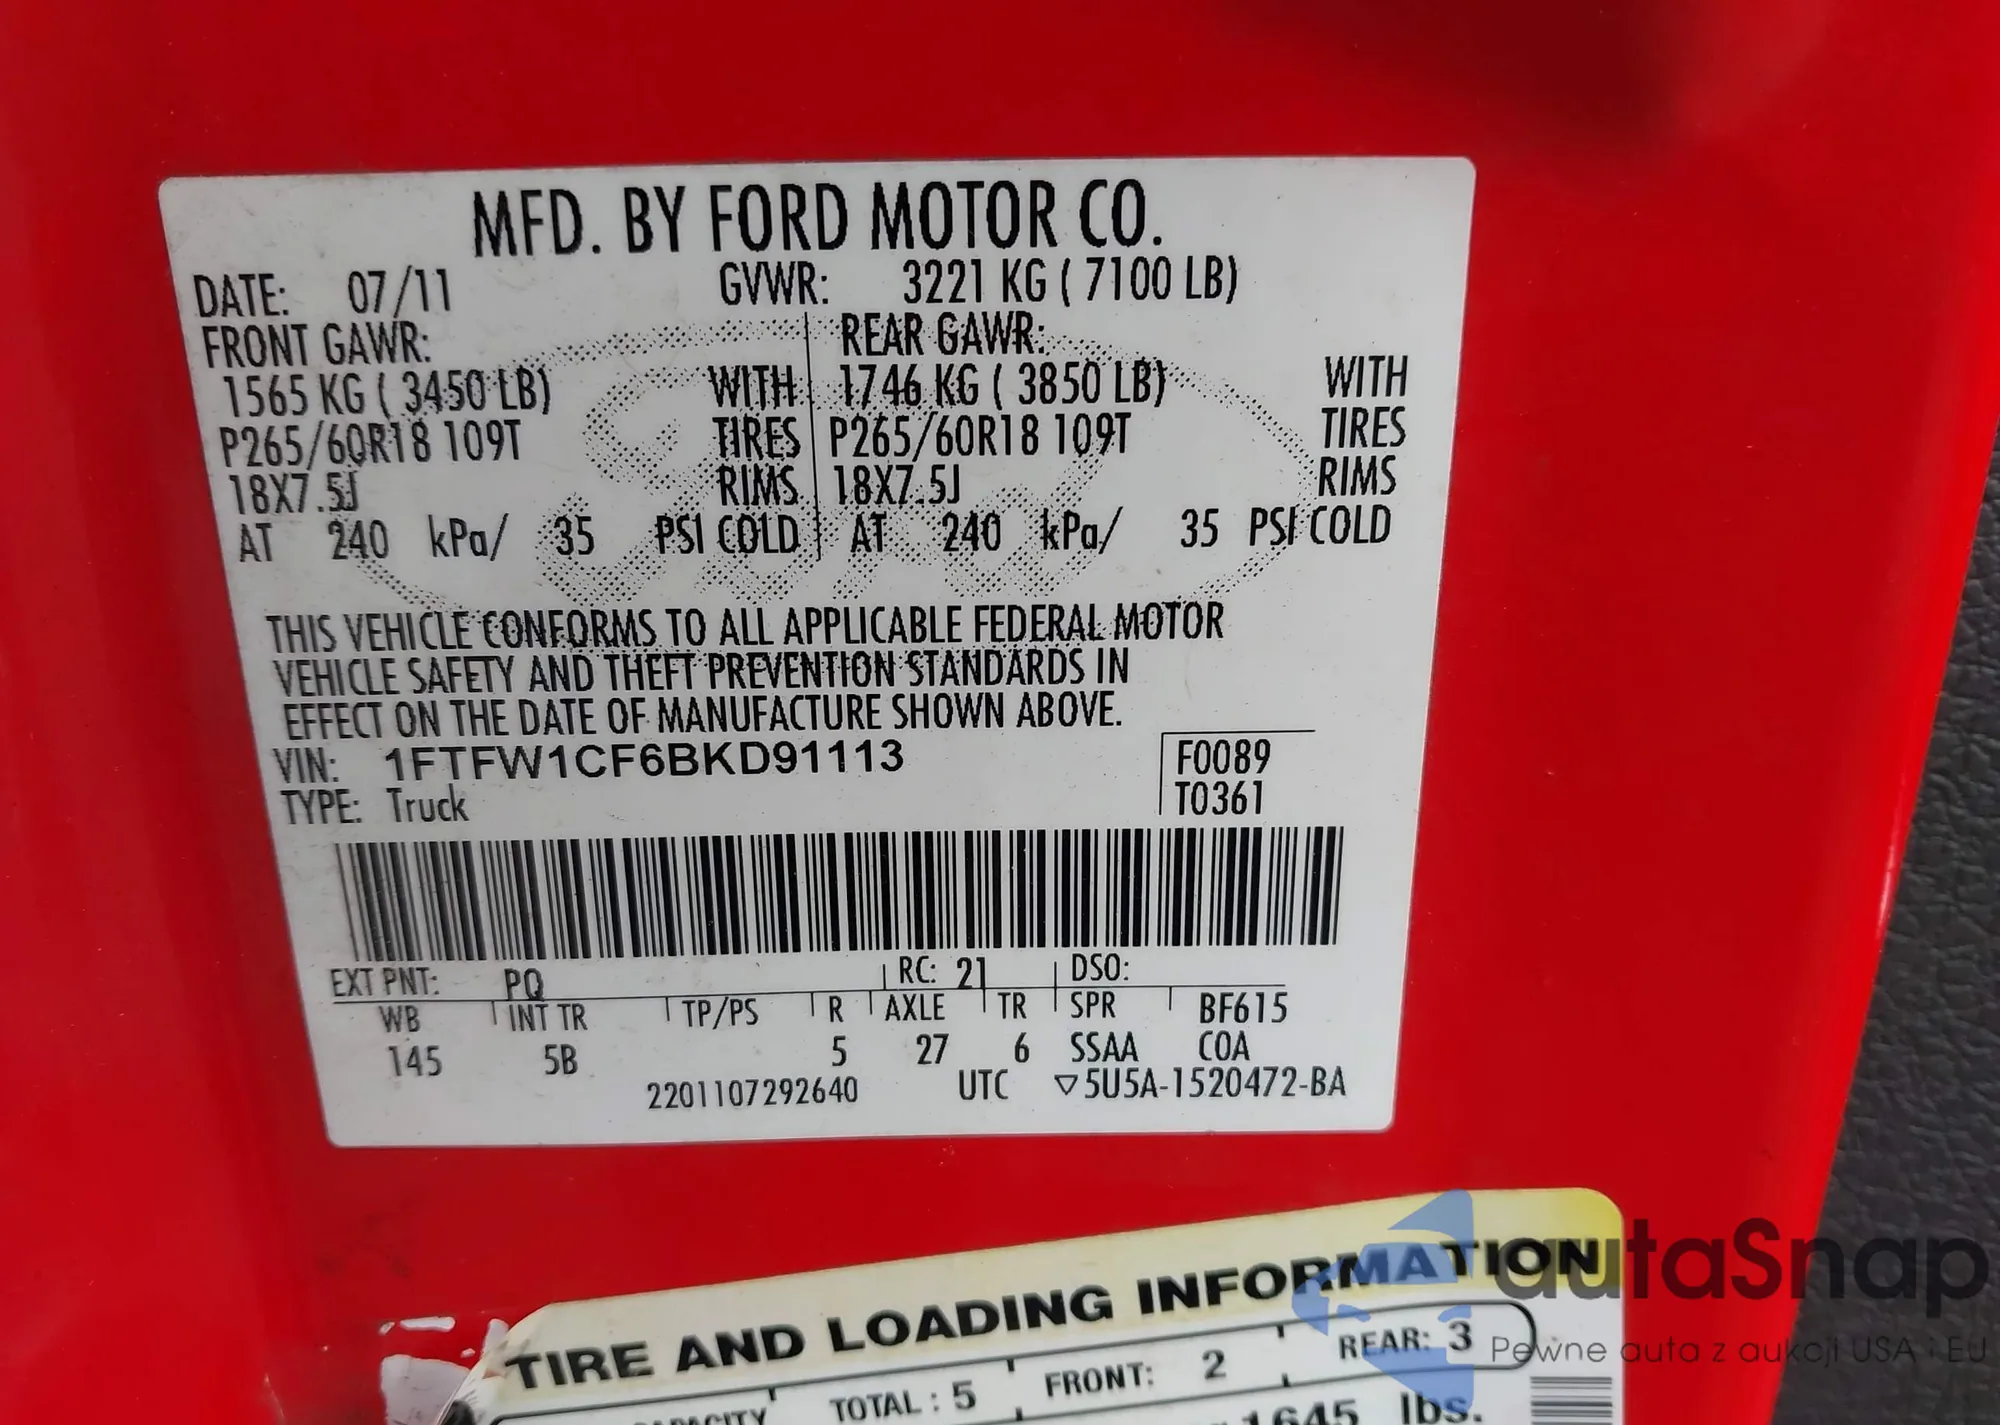 MFD. BY FORD MOTOR CO.
DATE: 07/11 GVWR: 3221 KG ( 7100 LB)
FRONT GAWR: REAR GAWR:
1565 KG ( 3450 LB) WITH 1746 KG ( 3850 LB) WITH
P265/60R18 109T TIRES P265/60R18 109T TIRES
18X7.5J RIMS 18X7.5J RIMS
AT 240 kPa/ 35 PSI COLD AT 240 kPa/ 35 PSI COLD
THIS VEHICLE CONFORMS TO ALL APPLICABLE FEDERAL MOTOR
VEHICLE SAFETY AND THEFT PREVENTION STANDARDS IN
EFFECT ON THE DATE OF MANUFACTURE SHOWN ABOVE.
VIN: 1FTFW1CF6BKD91113 F0089
TYPE: Truck T0361
EXT PNT: PQ RC: 21 DSO:
WB INT TR TP/PS R AXLE TR SPR BF615
145 5B 5 27 6 SSAA COA
2201107292640 UTC ▽5U5A-1520472-BA
TIRE AND LOADING INFORMATION
TOTAL : 5 FRONT: 2 REAR: 3
1645 lbs.
autaSnap
Pewne auta z aukcji USA i EU